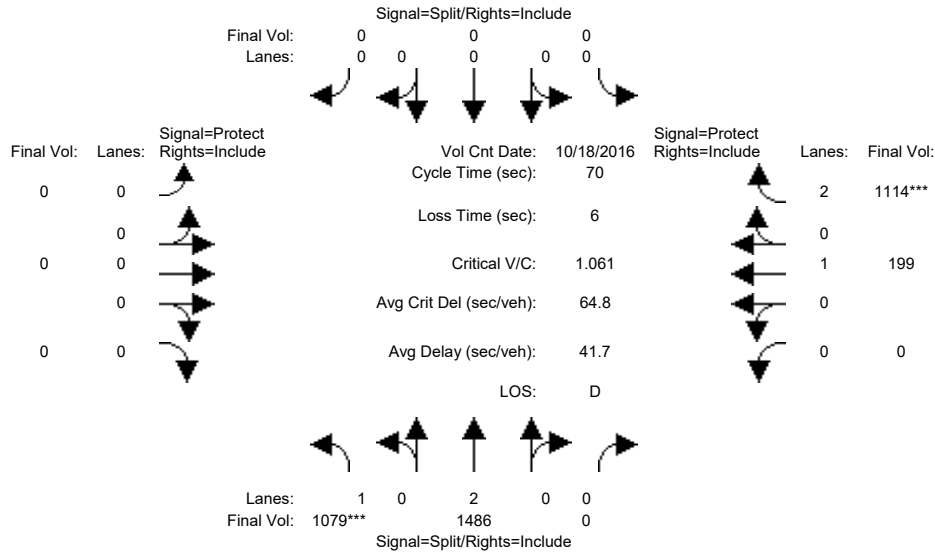 Signal=Split/Rights=Include
Final Vol: 0 0 0
Lanes: 0 0 0 0 0
Signal=Protect Signal=Protect
Final Vol: Lanes: Rights=Include Vol Cnt Date: 10/18/2016 Rights=Include Lanes: Final Vol:
Cycle Time (sec): 70
0 0 2 1114***
Loss Time (sec): 6
0 0
0 0 Critical V/C: 1.061 1 199
0 Avg Crit Del (sec/veh): 64.8 0
0 0 Avg Delay (sec/veh): 41.7 0 0
LOS: D
Lanes: 1 0 2 0 0
Final Vol: 1079*** 1486 0
Signal=Split/Rights=Include